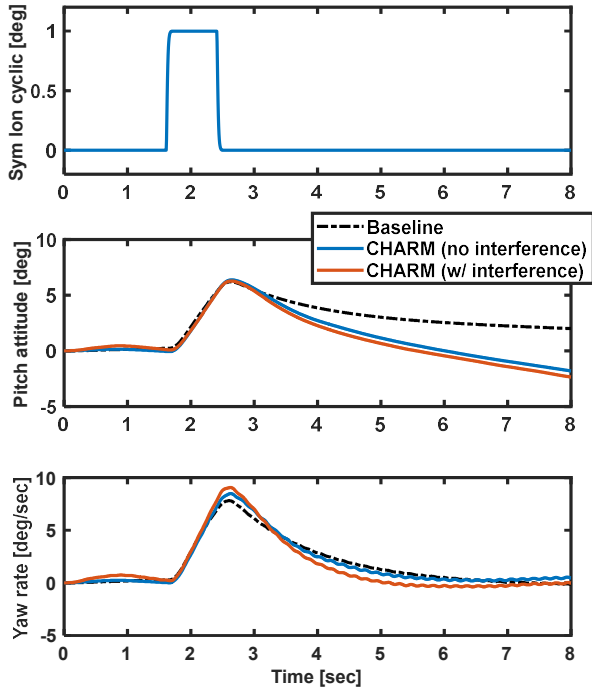 Sym lon cyclic [deg]
1
0.5
0
0 1 2 3 4 5 6 7 8
Baseline
CHARM (no interference)
CHARM (w/ interference)
Pitch attitude [deg]
10
5
0
-5
0 1 2 3 4 5 6 7 8
Yaw rate [deg/sec]
10
5
0
-5
0 1 2 3 4 5 6 7 8
Time [sec]